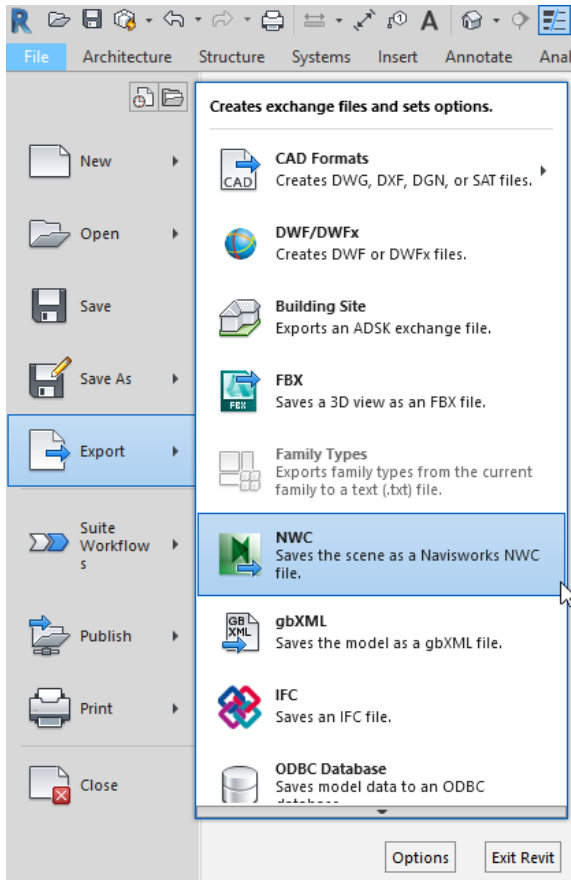 R
A
File Architecture Structure Systems Insert Annotate Anal
Creates exchange files and sets options.
New
Open
Save
Save As
Export
Suite
Workflow
s
Publish
Print
Close
CAD
CAD Formats
Creates DWG, DXF, DGN, or SAT files.
DWF/DWFx
Creates DWF or DWFx files.
Building Site
Exports an ADSK exchange file.
FBX
FBX
Saves a 3D view as an FBX file.
Family Types
Exports family types from the current
family to a text (.txt) file.
N
NWC
Saves the scene as a Navisworks NWC
file.
GB
XML
gbXML
Saves the model as a gbXML file.
IFC
Saves an IFC file.
ODBC Database
Saves model data to an ODBC
Options Exit Revit